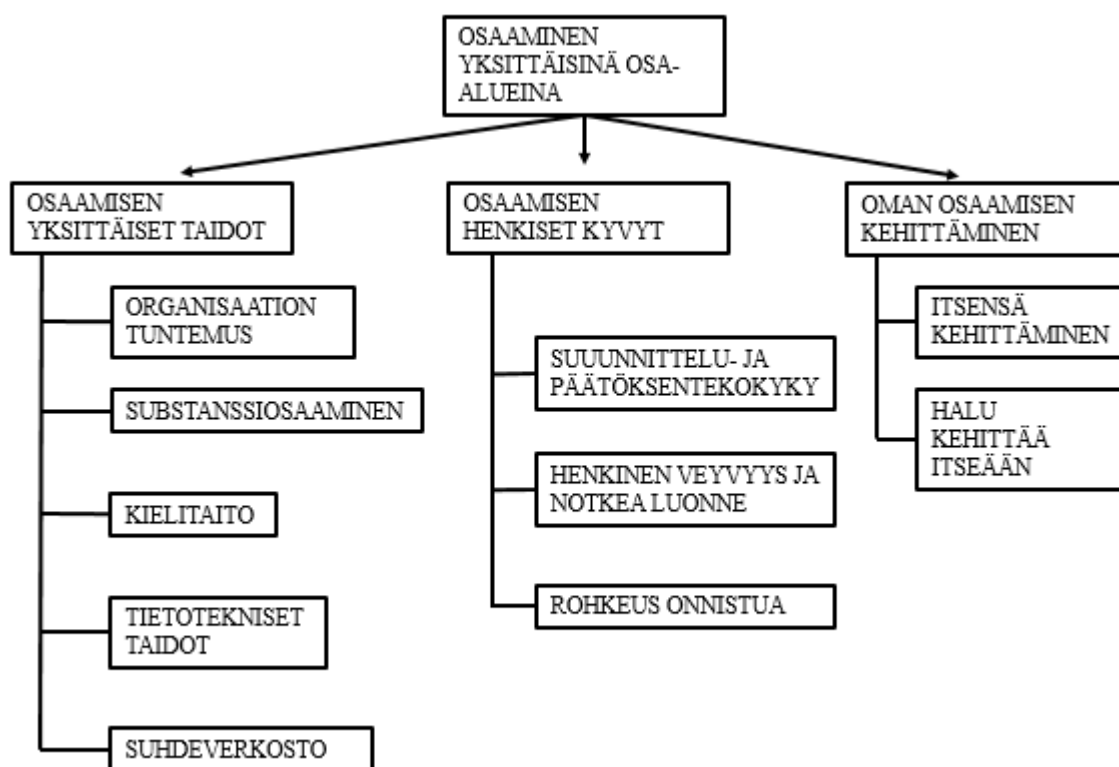 OSAAMINEN
YKSITTÄISINÄ OSA-
ALUEINA
OSAAMISEN
YKSITTÄISET TAIDOT
ORGANISAATION
TUNTEMUS
SUBSTANSSIOSAAMINEN
KIELITAITO
TIETOTEKNISET
TAIDOT
SUHDEVERKOSTO
OSAAMISEN
HENKISET KYVYT
SUUUNNITTELU- JA
PÄÄTÖKSENTEKOKYKY
HENKINEN VEYVYYS JA
NOTKEA LUONNE
ROHKEUS ONNISTUA
OMAN OSAAMISEN
KEHITTÄMINEN
ITSENSÄ
KEHITTÄMINEN
HALU
KEHITTÄÄ
ITSEÄÄN